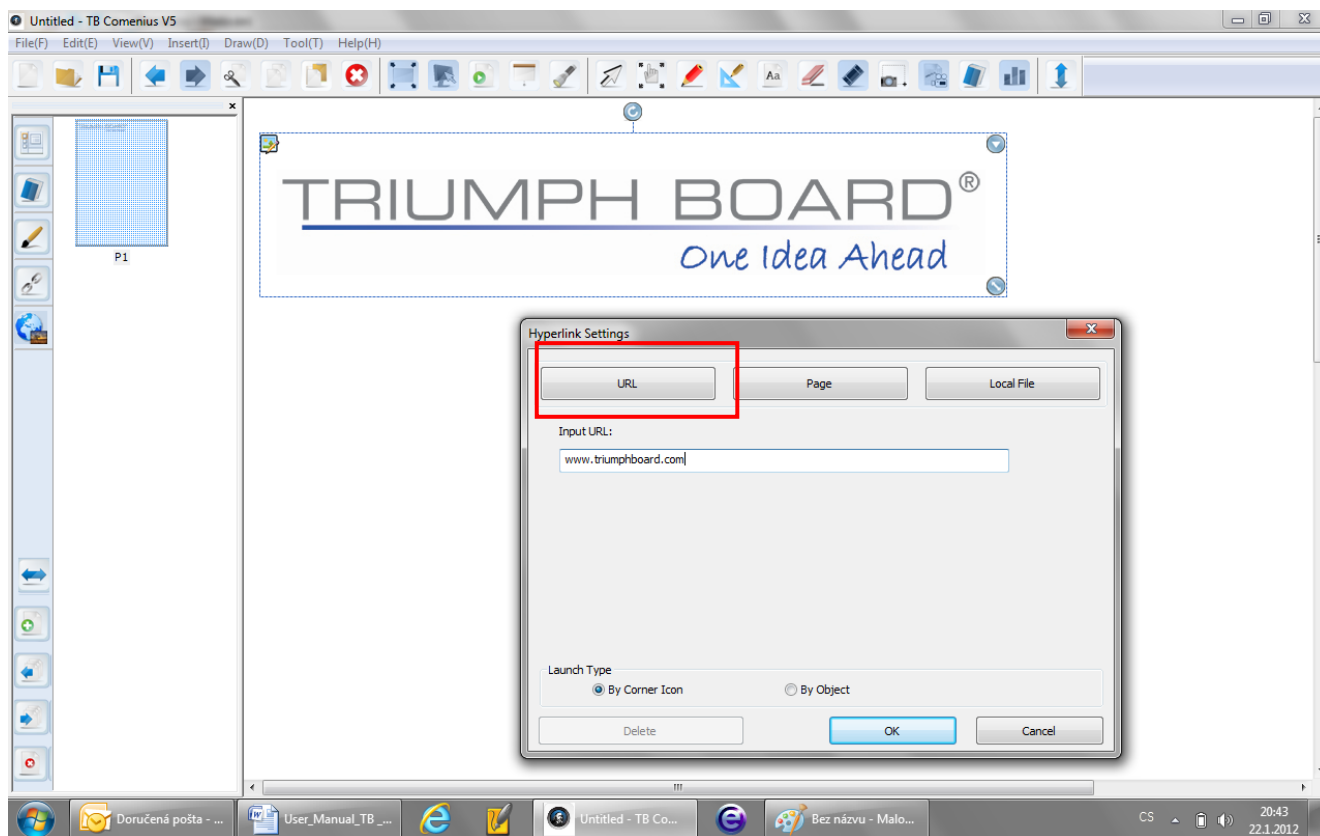 Untitled - TB Comenius V5
File(F) Edit(E) View(V) Insert(I) Draw(D) Tool(T) Help(H)
Aa
P1
TRIUMPH BOARD®
One Idea Ahead
Hyperlink Settings
URL Page Local File
Input URL:
www.triumphboard.com
Launch Type
By Corner Icon By Object
Delete OK Cancel
Doručená pošta - ... User_Manual_TB_... Untitled - TB Co... Bez názvu - Malo... CS 20:43
22.1.2012